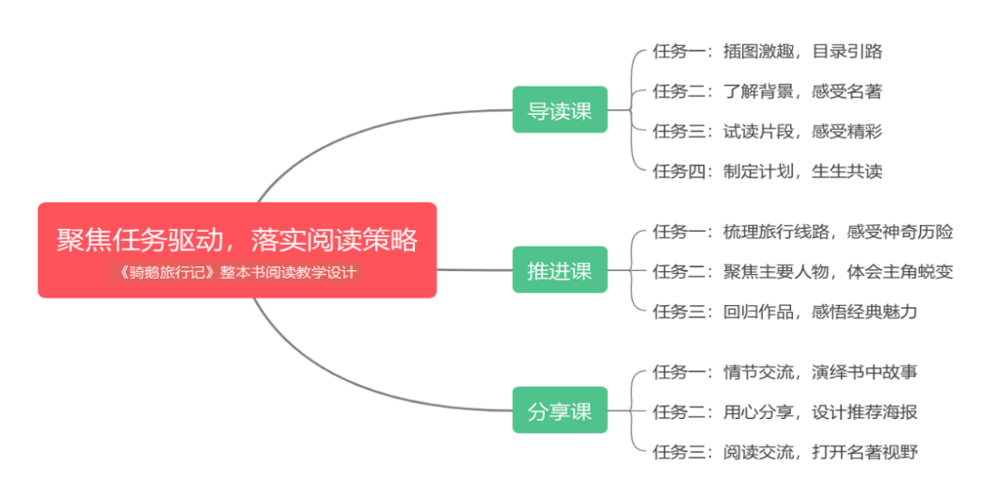 聚焦任务驱动，落实阅读策略
《骑鹅旅行记》整本书阅读教学设计
导读课
任务一：插图激趣，目录引路
任务二：了解背景，感受名著
任务三：试读片段，感受精彩
任务四：制定计划，生生共读
推进课
任务一：梳理旅行线路，感受神奇历险
任务二：聚焦主要人物，体会主角蜕变
任务三：回归作品，感悟经典魅力
分享课
任务一：情节交流，演绎书中故事
任务二：用心分享，设计推荐海报
任务三：阅读交流，打开名著视野